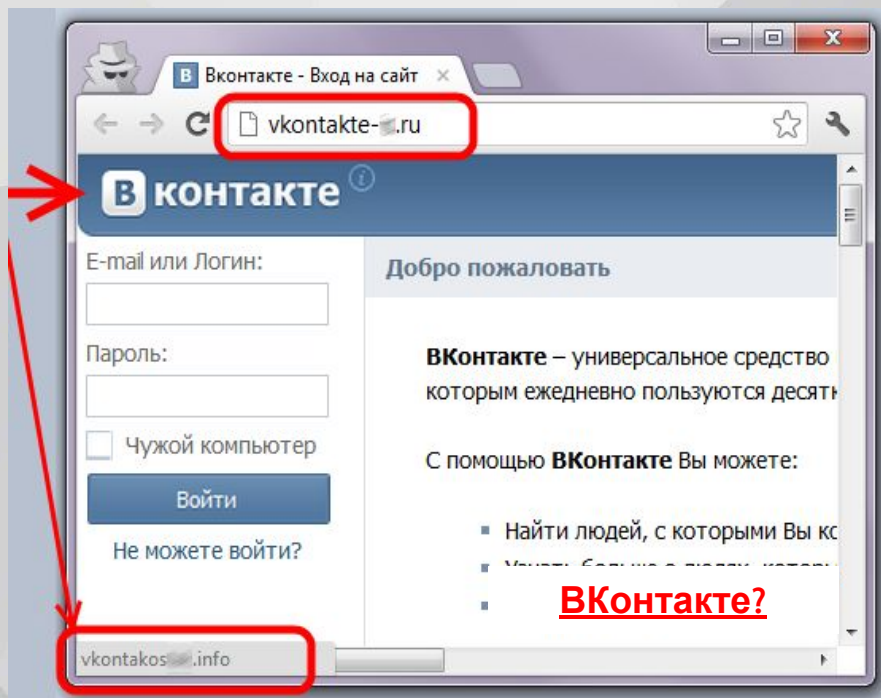 Вконтакте - Вход на сайт
vkontakte- .ru
В контакте
E-mail или Логин:
Добро пожаловать
ВКонтакте – универсальное средство
Пароль:
которым ежедневно пользуются десятк
Чужой компьютер
С помощью ВКонтакте Вы можете:
Войти
Найти людей, с которыми Вы ко
Не можете войти?
ВКонтакте?
vkontakos .info